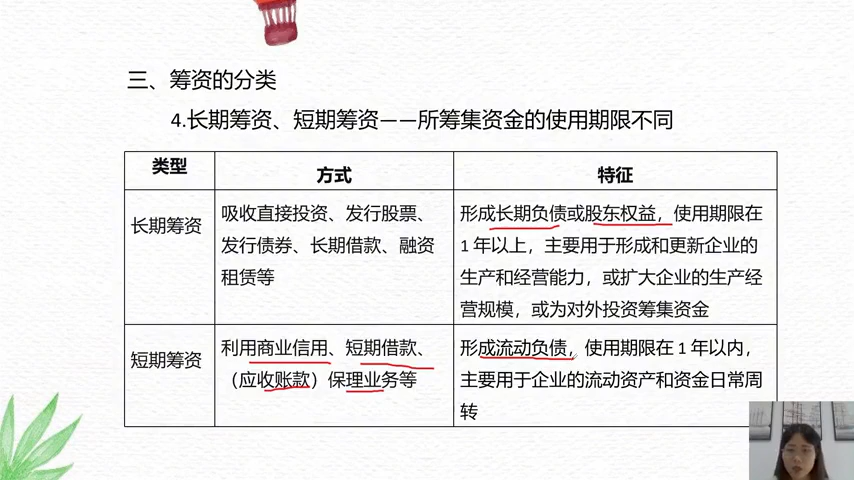 三、筹资的分类
4.长期筹资、短期筹资——所筹集资金的使用期限不同
类型 方式 特征
长期筹资
吸收直接投资、发行股票、
发行债券、长期借款、融资
租赁等
形成长期负债或股东权益，使用期限在
1 年以上，主要用于形成和更新企业的
生产和经营能力，或扩大企业的生产经
营规模，或为对外投资筹集资金
短期筹资
利用商业信用、短期借款、
（应收账款）保理业务等
形成流动负债，使用期限在 1 年以内，
主要用于企业的流动资产和资金日常周
转